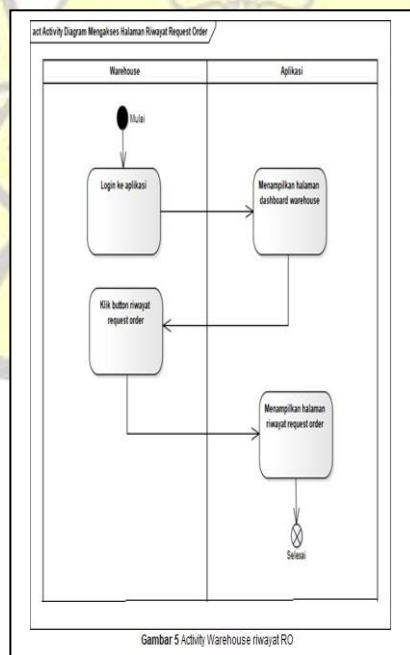 act Activity Diagram Mengakses Halaman Riwayat Request Order
Warehouse
Aplikasi
Mulai
Login ke aplikasi
Menampilkan halaman
dashboard warehouse
Klik button riwayat
request order
Menampilkan halaman
riwayat request order
Selesai
Gambar 5 Activity Warehouse riwayat RO